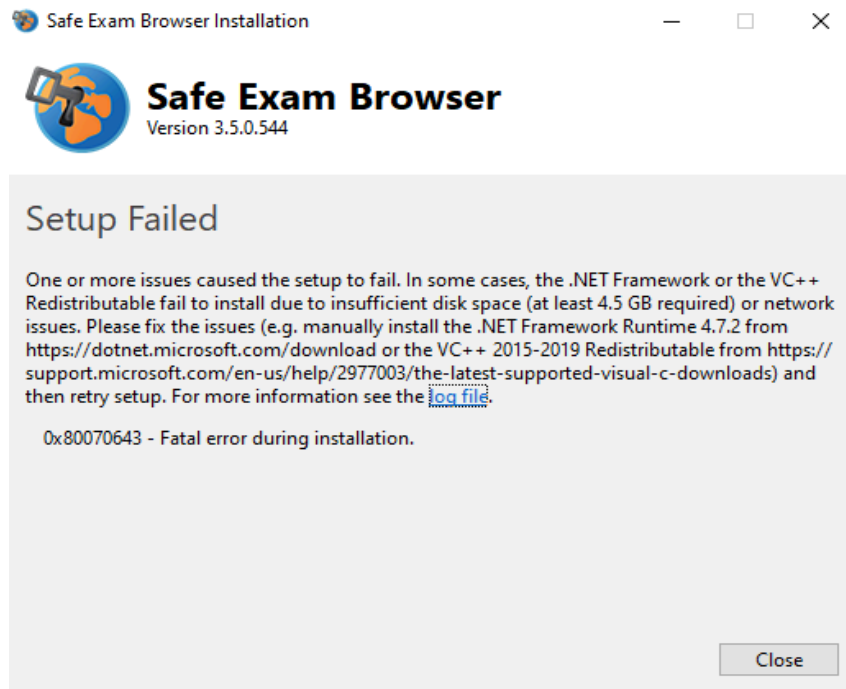 Safe Exam Browser Installation
Safe Exam Browser
Version 3.5.0.544
Setup Failed
One or more issues caused the setup to fail. In some cases, the .NET Framework or the VC++
Redistributable fail to install due to insufficient disk space (at least 4.5 GB required) or network
issues. Please fix the issues (e.g. manually install the .NET Framework Runtime 4.7.2 from
https://dotnet.microsoft.com/download or the VC++ 2015-2019 Redistributable from https://
support.microsoft.com/en-us/help/2977003/the-latest-supported-visual-c-downloads) and
then retry setup. For more information see the log file.
0x80070643 - Fatal error during installation.
Close